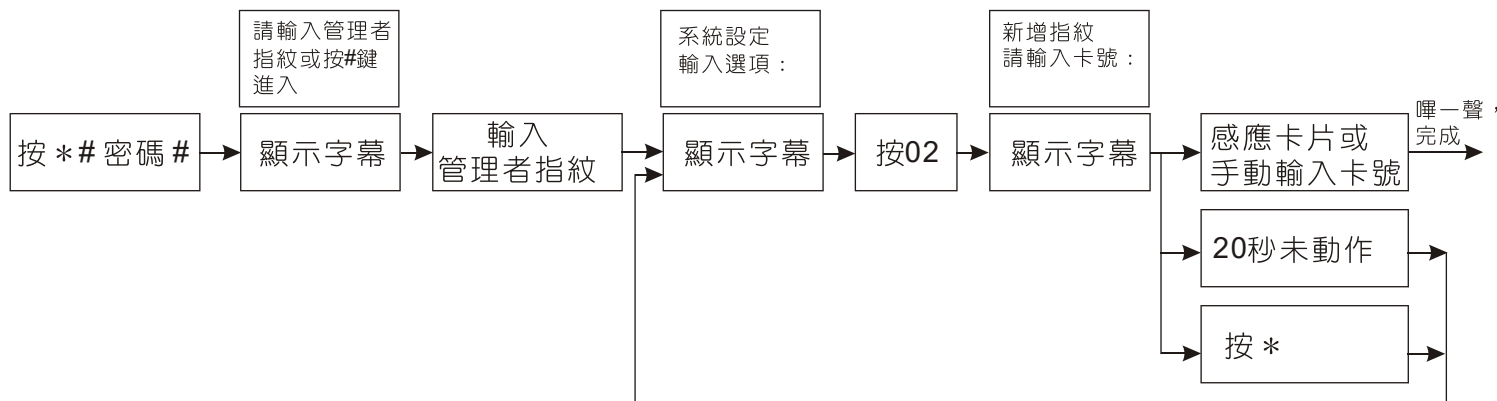 請輸入管理者
指紋或按#鍵
進入
系統設定
輸入選項：
新增指紋
請輸入卡號：
按＊#密碼#
顯示字幕
輸入
管理者指紋
顯示字幕
按02
顯示字幕
感應卡片或
手動輸入卡號
嗶一聲，
完成
20秒未動作
按＊